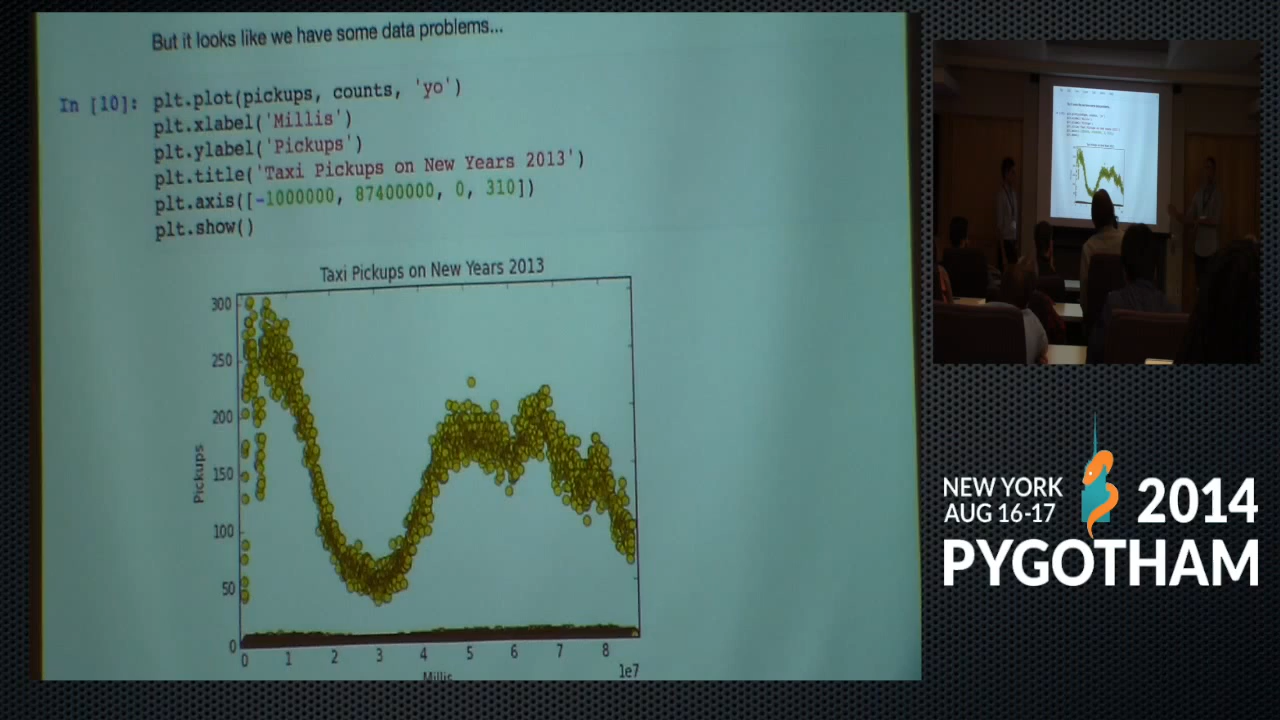 But it looks like we have some data problems...
In [10]: plt.plot(pickups, counts, 'yo')
plt.xlabel('Millis')
plt.ylabel('Pickups')
plt.title('Taxi Pickups on New Years 2013')
plt.axis([-1000000, 87400000, 0, 310])
plt.show()
Taxi Pickups on New Years 2013
300
250
200
150
100
50
0
Pickups
0 1 2 3 4 5 6 7 8
1e7
Millis
NEW YORK
AUG 16-17
2014
PYGOTHAM